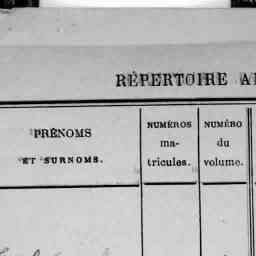 RÉPERTOIRE
PRÉNOMS
ET SURNOMS.
NUMÉROS
ma-
tricules.
NUMÉRO
du
volume.